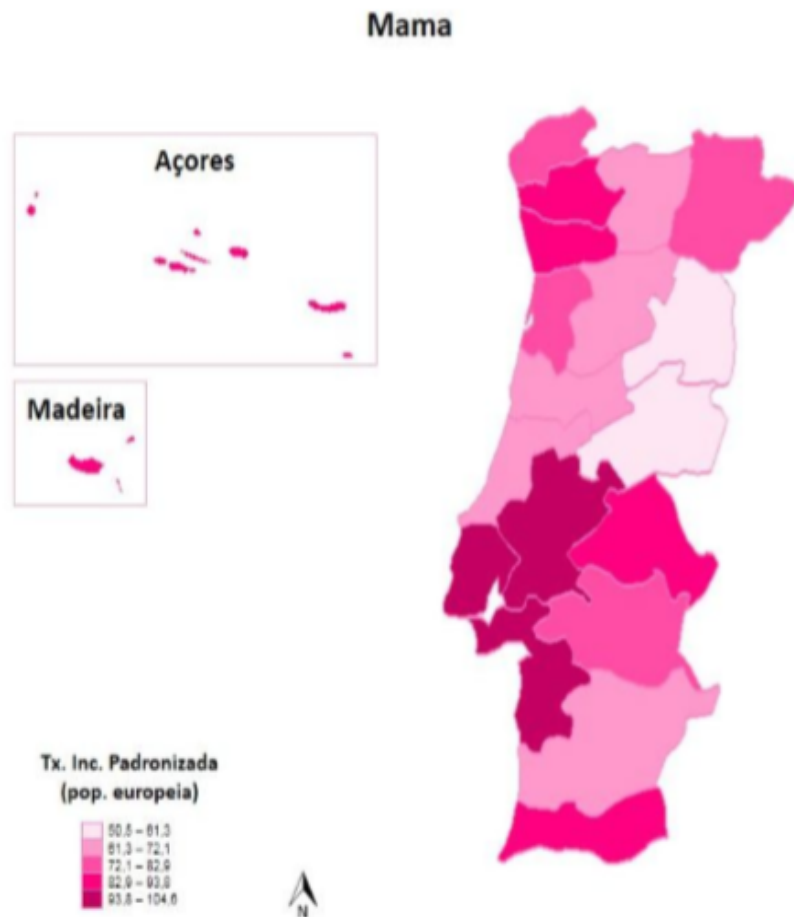 Mama
Açores
Madeira
Tx. Inc. Padronizada
(pop. europeia)
50,5 – 61,3
61,3 – 72,1
72,1 – 82,9
82,9 – 93,8
93,8 – 104,6
N